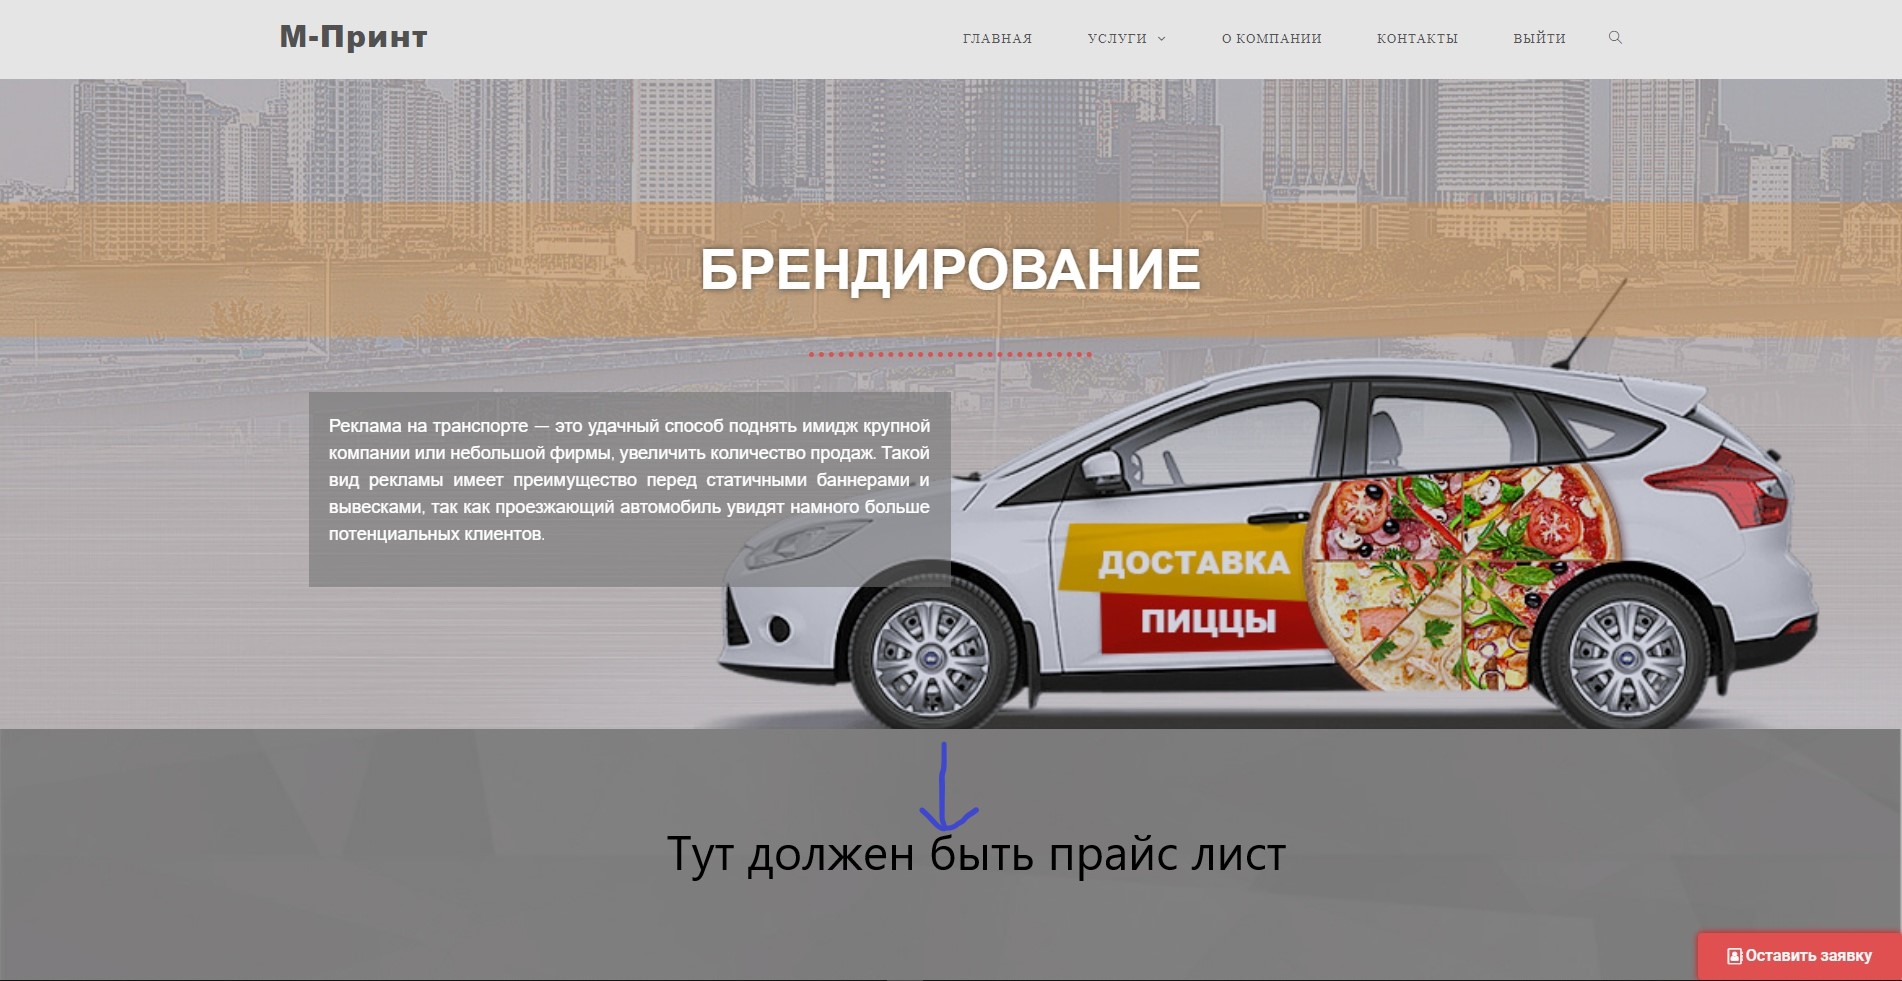 М-Принт
ГЛАВНАЯ
УСЛУГИ
О КОМПАНИИ
КОНТАКТЫ
ВЫЙТИ
БРЕНДИРОВАНИЕ
Реклама на транспорте — это удачный способ поднять имидж крупной
компании или небольшой фирмы, увеличить количество продаж. Такой
вид рекламы имеет преимущество перед статичными баннерами и
вывесками, так как проезжающий автомобиль увидят намного больше
потенциальных клиентов.
ДОСТАВКА
ПИЦЦЫ
Тут должен быть прайс лист
Оставить заявку